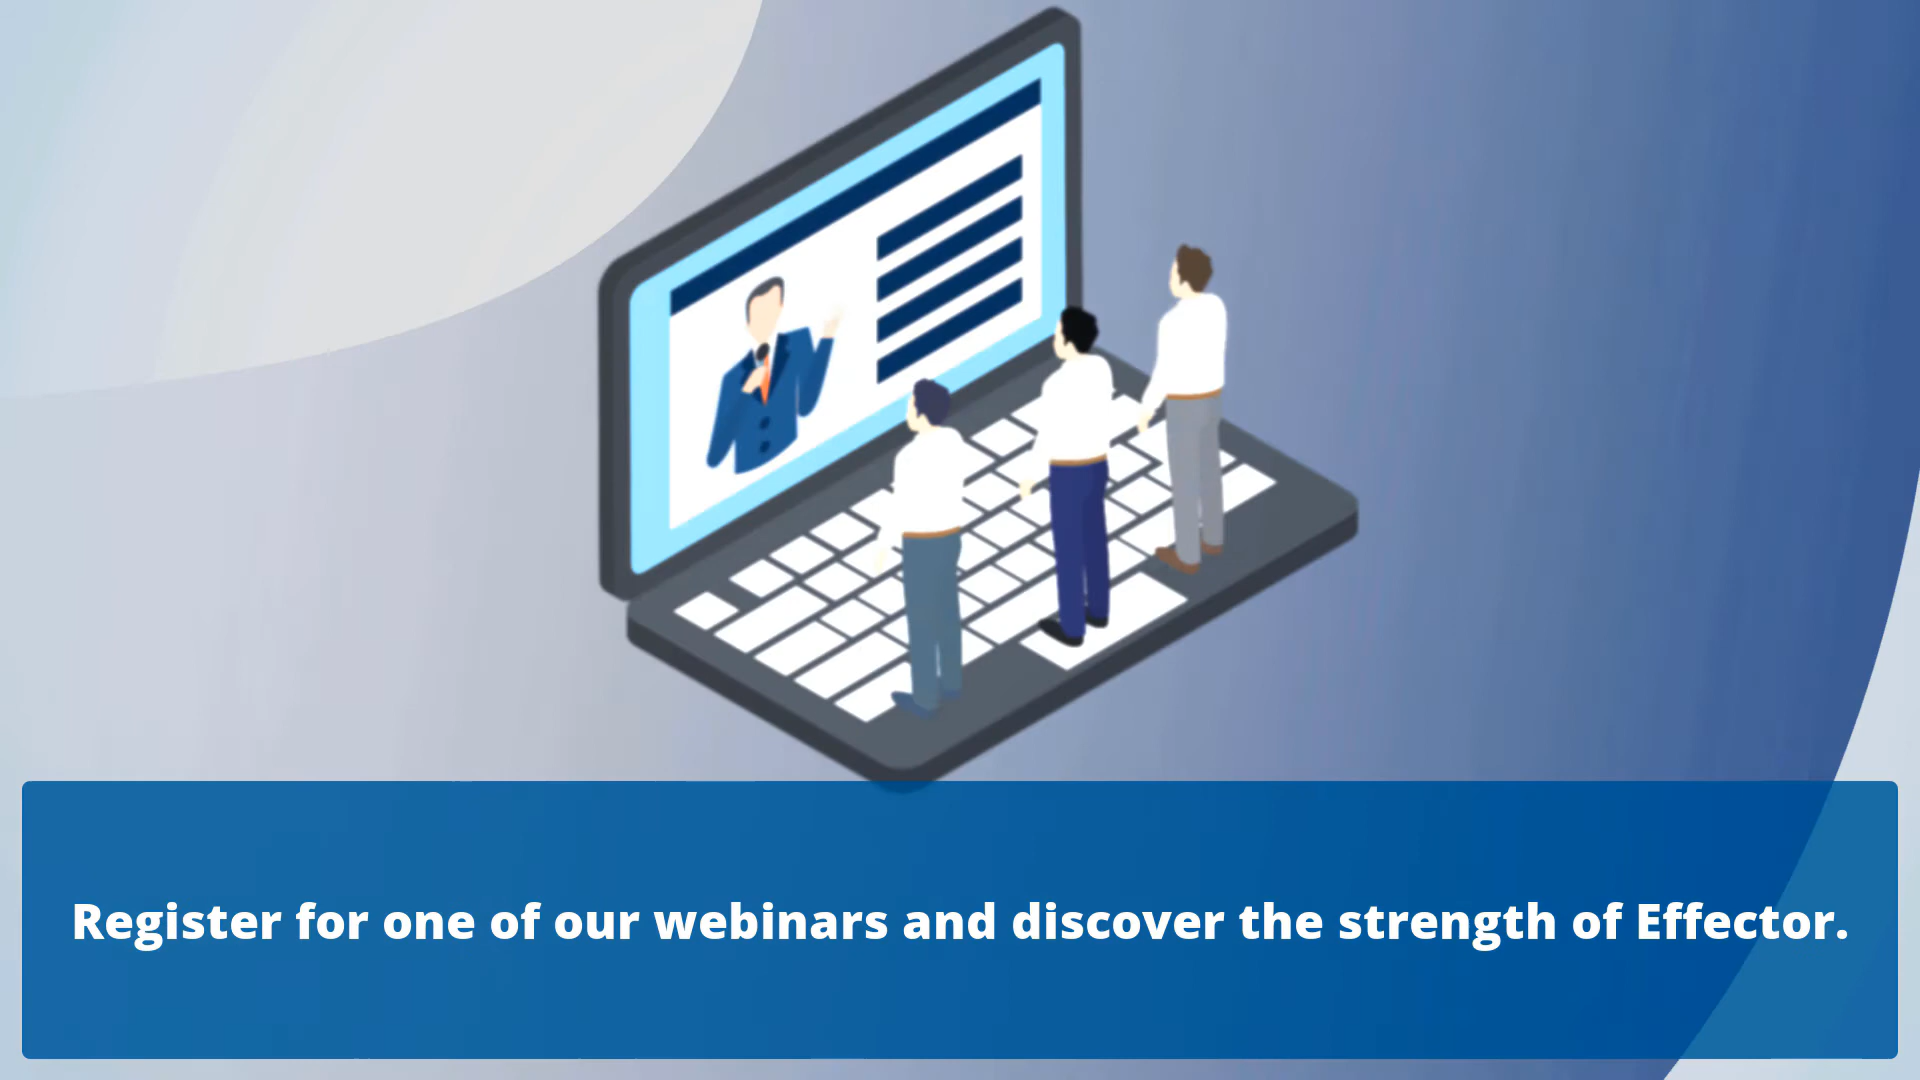 Register for one of our webinars and discover the strength of Effector.